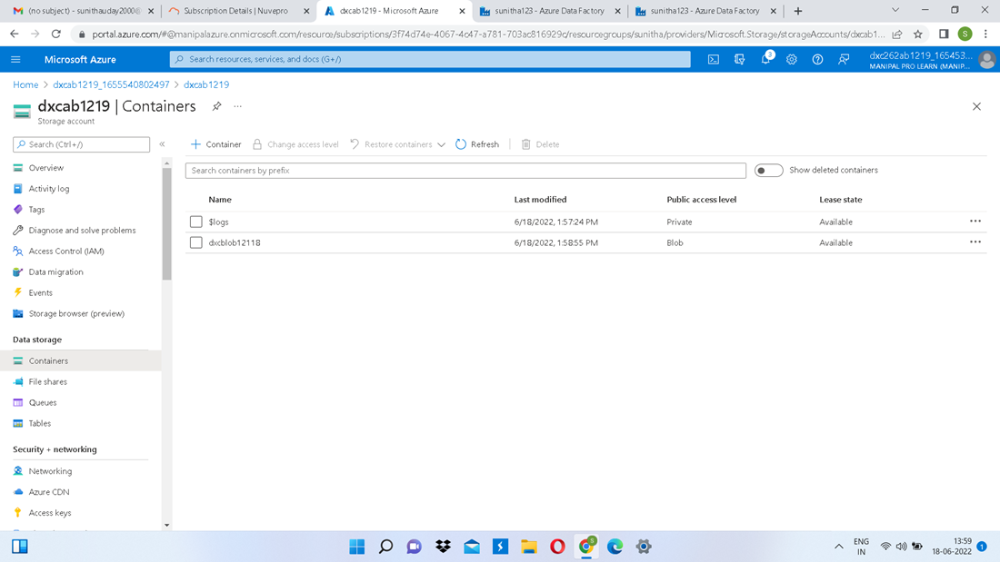 (no subject) - sunithauday2000@
Subscription Details | Nuvepro
dxcab1219 - Microsoft Azure
sunitha123 - Azure Data Factory
sunitha123 - Azure Data Factory
portal.azure.com/#@manipalazure.onmicrosoft.com/resource/subscriptions/3f74d74e-4067-4c47-a781-703ac816929c/resourcegroups/sunitha/providers/Microsoft.Storage/storageAccounts/dxcab1...
S
Microsoft Azure
Search resources, services, and docs (G+/)
3
dxc262ab1219_165453...
MANIPAL PRO LEARN (MANIP...
Home > dxcab1219_1655540802497 > dxcab1219
dxcab1219 | Containers
Storage account
Search (Ctrl+/)
Overview
Activity log
Tags
Diagnose and solve problems
Access Control (IAM)
Data migration
Events
Storage browser (preview)
Data storage
Containers
File shares
Queues
Tables
Security + networking
Networking
Azure CDN
Access keys
Container
Change access level
Restore containers
Refresh
Delete
Search containers by prefix
Show deleted containers
Name Last modified Public access level Lease state
$logs 6/18/2022, 1:57:24 PM Private Available
dxcblob12118 6/18/2022, 1:58:55 PM Blob Available
S
ENG
IN
13:59
18-06-2022
1